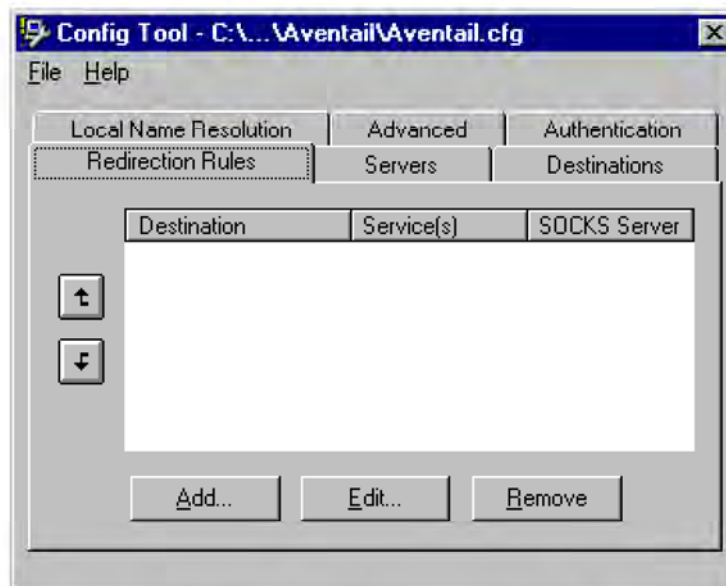 Config Tool - C:\...\Aventail\Aventail.cfg
File Help
Local Name Resolution Advanced Authentication
Redirection Rules Servers Destinations
Destination Service(s) SOCKS Server
Add... Edit... Remove